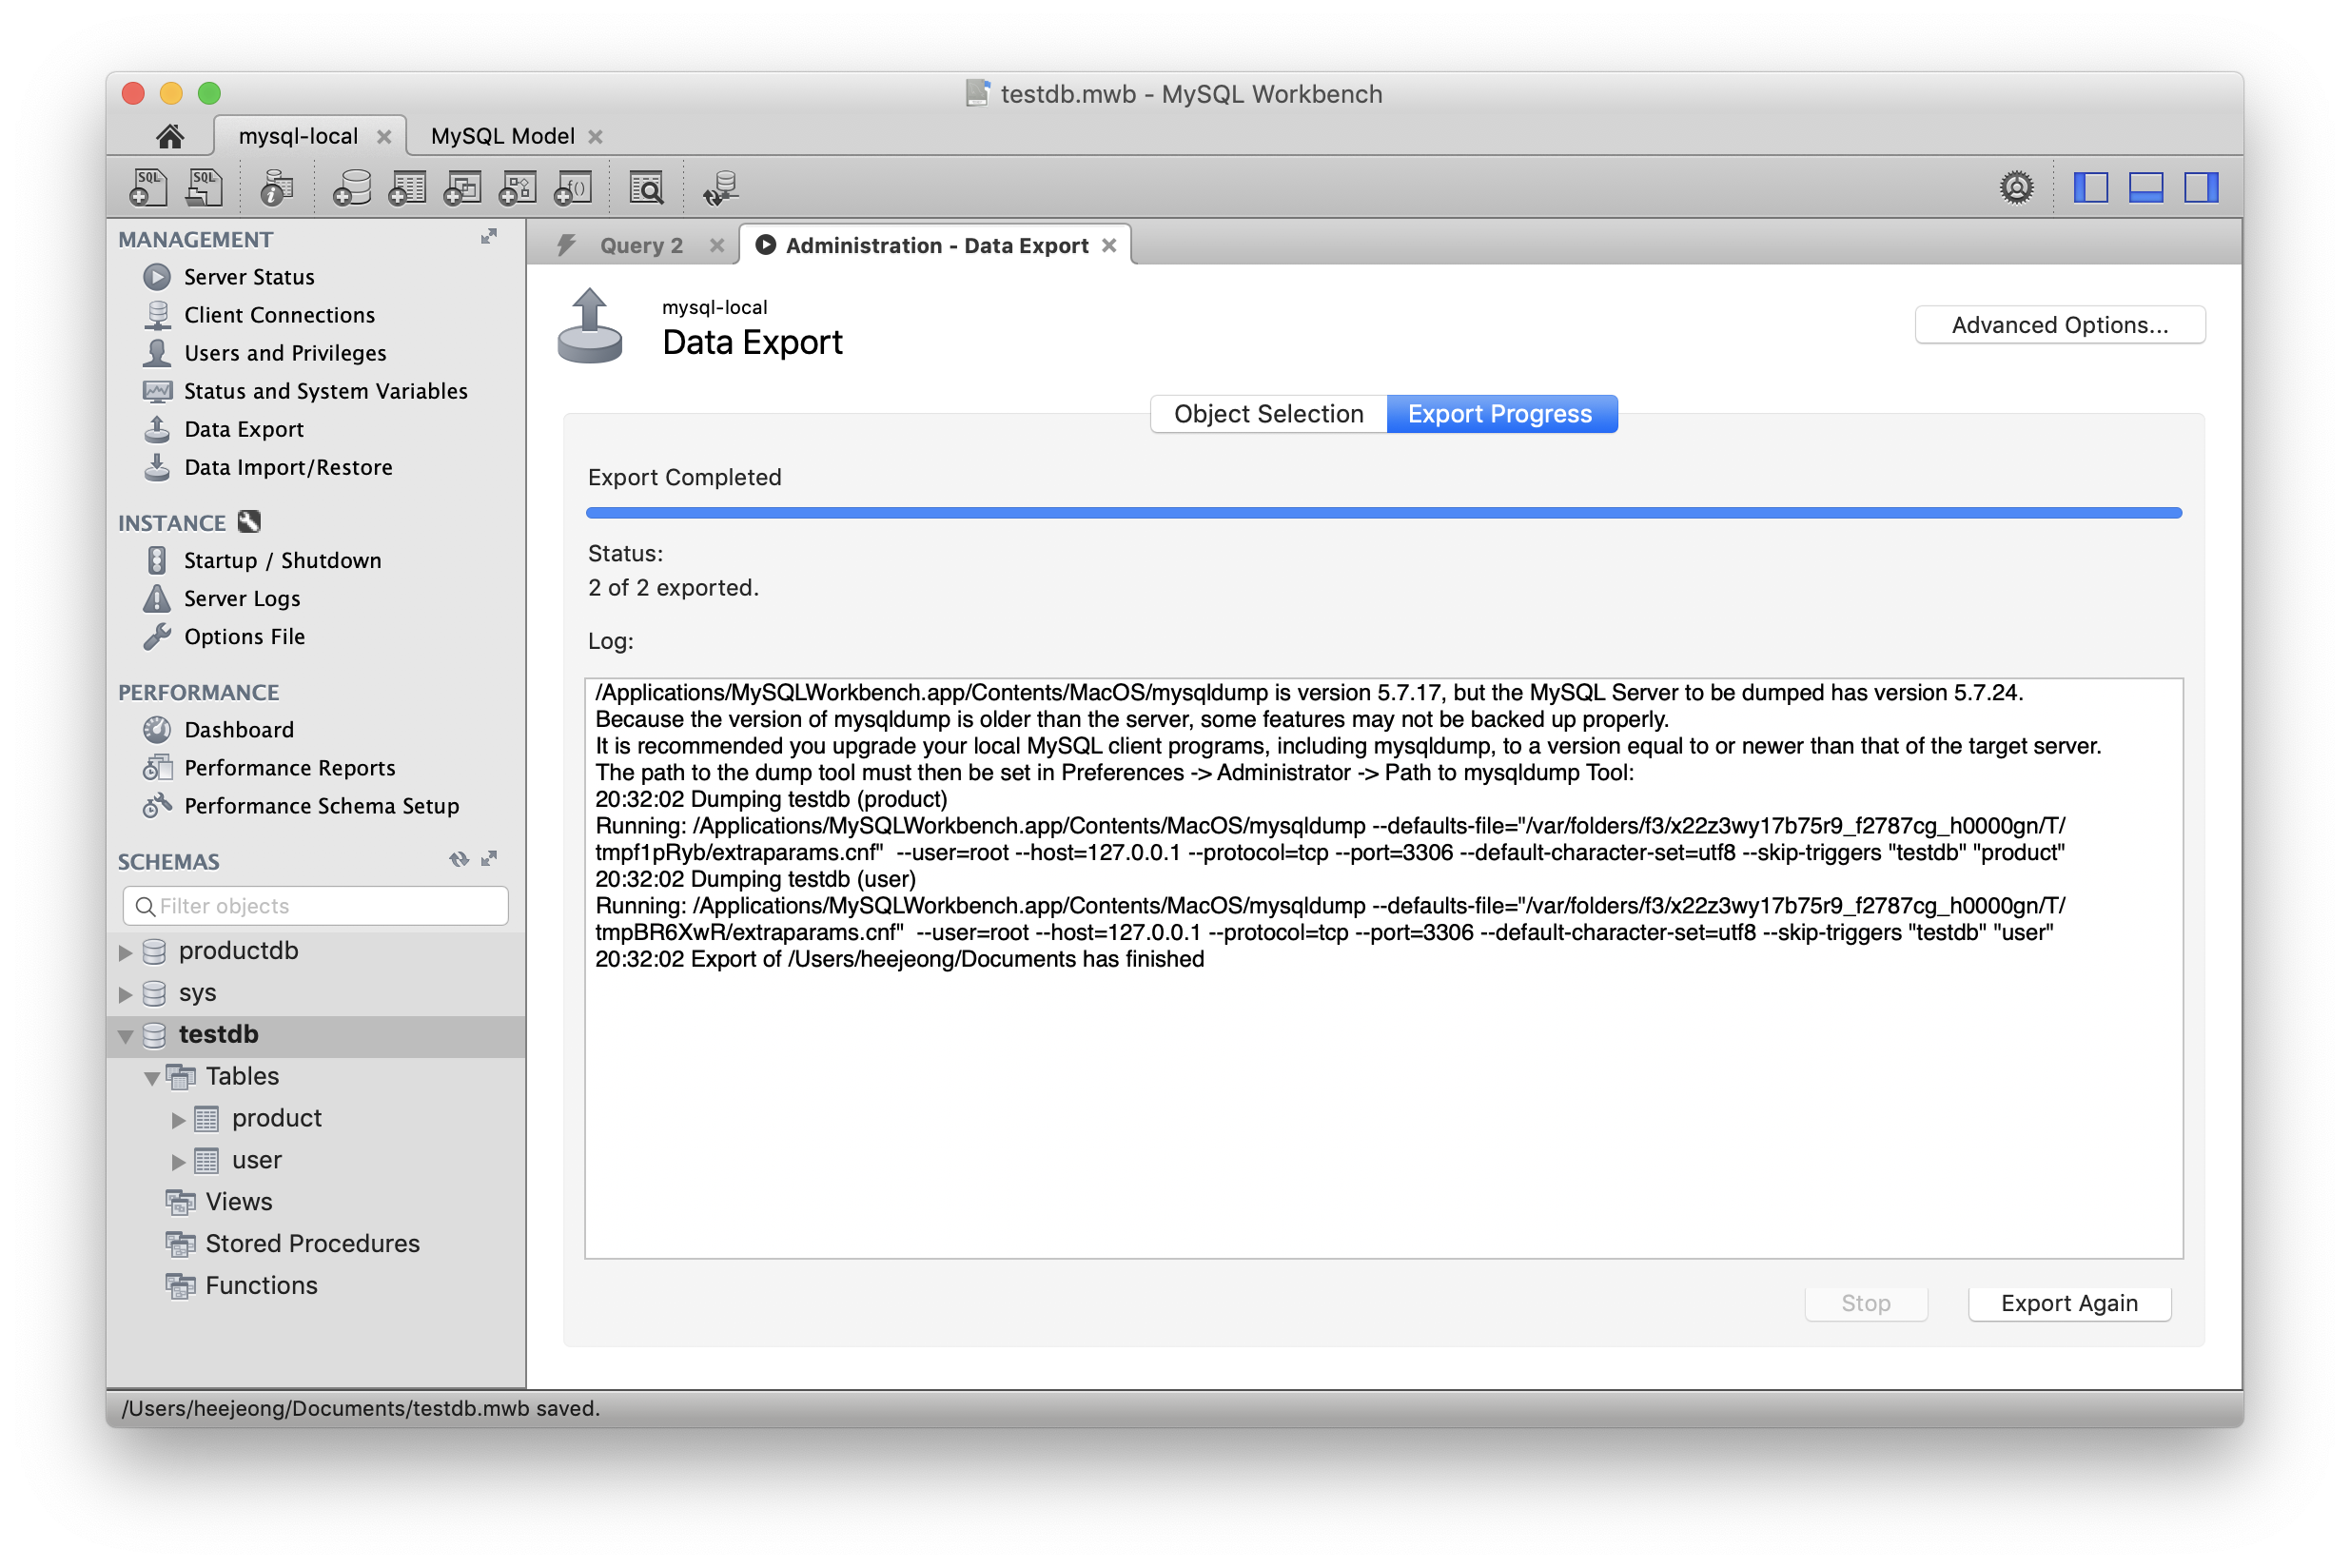 testdb.mwb - MySQL Workbench
mysql-local
MySQL Model
SQL
SQL
f()
MANAGEMENT
Server Status
Client Connections
Users and Privileges
Status and System Variables
Data Export
Data Import/Restore
INSTANCE
Startup / Shutdown
Server Logs
Options File
PERFORMANCE
Dashboard
Performance Reports
Performance Schema Setup
SCHEMAS
Filter objects
productdb
sys
testdb
Tables
product
user
Views
Stored Procedures
Functions
Query 2
Administration - Data Export
mysql-local
Data Export
Advanced Options...
Object Selection
Export Progress
Export Completed
Status:
2 of 2 exported.
Log:
/Applications/MySQLWorkbench.app/Contents/MacOS/mysqldump is version 5.7.17, but the MySQL Server to be dumped has version 5.7.24.
Because the version of mysqldump is older than the server, some features may not be backed up properly.
It is recommended you upgrade your local MySQL client programs, including mysqldump, to a version equal to or newer than that of the target server.
The path to the dump tool must then be set in Preferences -> Administrator -> Path to mysqldump Tool:
20:32:02 Dumping testdb (product)
Running: /Applications/MySQLWorkbench.app/Contents/MacOS/mysqldump --defaults-file="/var/folders/f3/x22z3wy17b75r9_f2787cg_h0000gn/T/
tmpf1pRyb/extraparams.cnf"  --user=root --host=127.0.0.1 --protocol=tcp --port=3306 --default-character-set=utf8 --skip-triggers "testdb" "product"
20:32:02 Dumping testdb (user)
Running: /Applications/MySQLWorkbench.app/Contents/MacOS/mysqldump --defaults-file="/var/folders/f3/x22z3wy17b75r9_f2787cg_h0000gn/T/
tmpBR6XwR/extraparams.cnf"  --user=root --host=127.0.0.1 --protocol=tcp --port=3306 --default-character-set=utf8 --skip-triggers "testdb" "user"
20:32:02 Export of /Users/heejeong/Documents has finished
Stop
Export Again
/Users/heejeong/Documents/testdb.mwb saved.